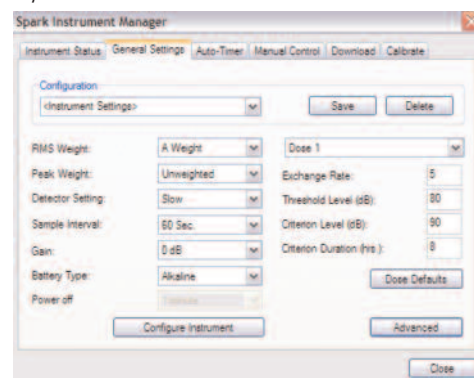 Spark Instrument Manager
Instrument Status General Settings Auto-Timer Manual Control Download Calibrate
Configuration
<Instrument Settings> Save Delete
RMS Weight: A Weight Dose 1
Peak Weight: Unweighted Exchange Rate: 5
Detector Setting: Slow Threshold Level (dB): 80
Sample Interval: 60 Sec. Criterion Level (dB): 90
Gain: 0 dB Criterion Duration (hrs.): 8
Battery Type: Alkaline Dose Defaults
Power off
Configure Instrument Advanced
Close